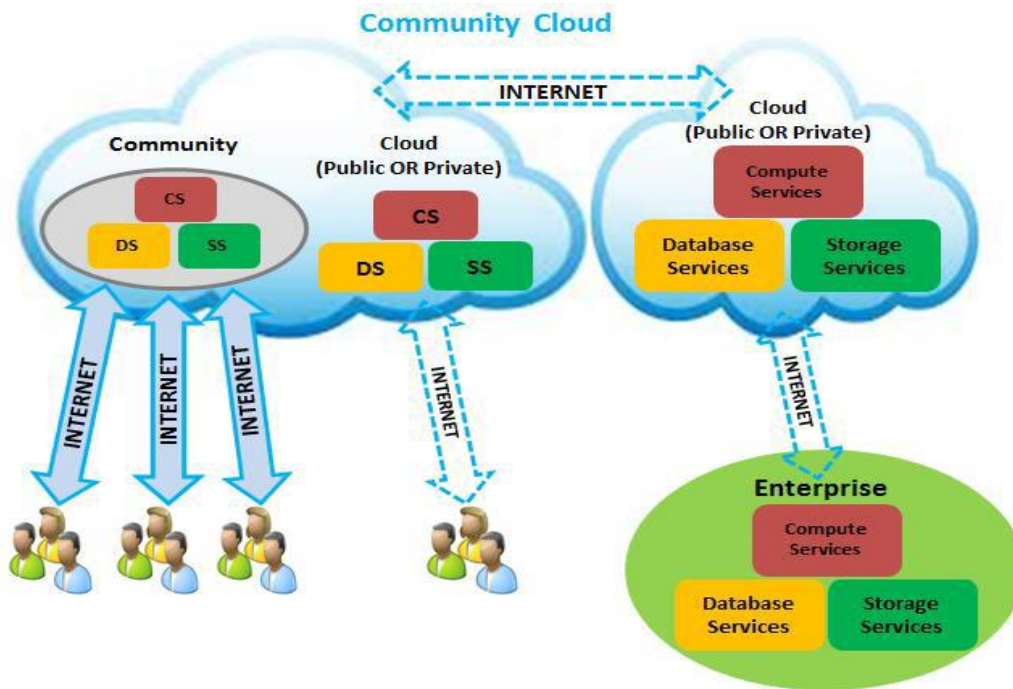 Community Cloud
INTERNET
Community
CS
DS
SS
Cloud
(Public OR Private)
CS
DS
SS
Cloud
(Public OR Private)
Compute
Services
Database
Services
Storage
Services
INTERNET
INTERNET
INTERNET
INTERNET
INTERNET
Enterprise
Compute
Services
Database
Services
Storage
Services